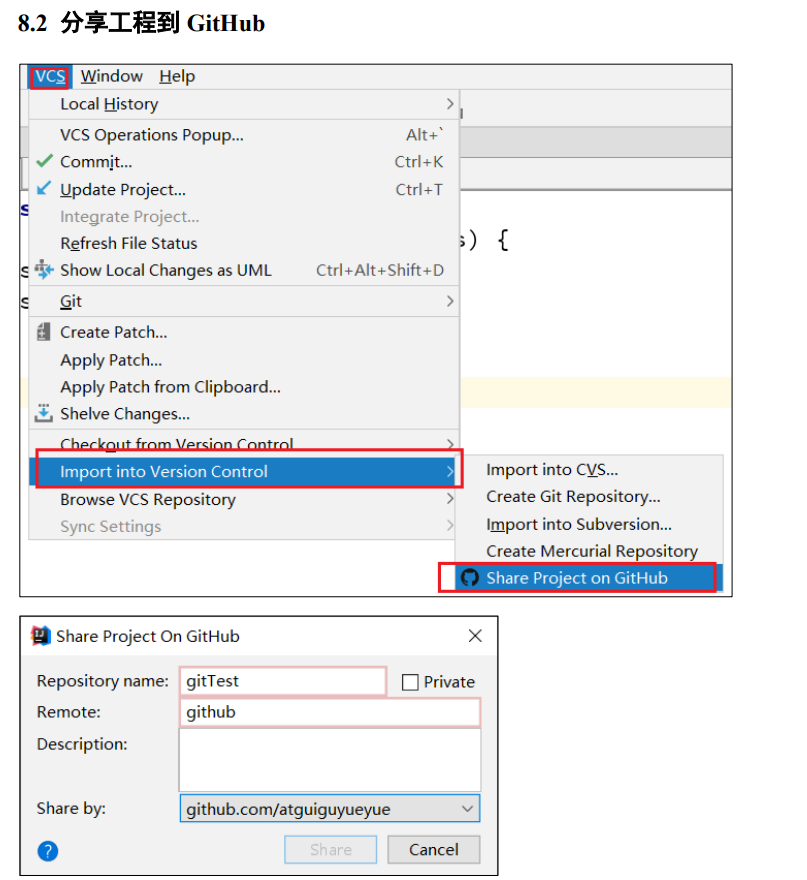 8.2 分享工程到 GitHub
VCS Window Help
Local History
VCS Operations Popup... Alt+`
Commit... Ctrl+K
Update Project... Ctrl+T
Integrate Project...
Refresh File Status
s) {
Show Local Changes as UML Ctrl+Alt+Shift+D
Git
Create Patch...
Apply Patch...
Apply Patch from Clipboard...
Shelve Changes...
Checkout from Version Control
Import into Version Control
Browse VCS Repository
Sync Settings
Import into CVS...
Create Git Repository...
Import into Subversion...
Create Mercurial Repository
Share Project on GitHub
Share Project On GitHub
Repository name: gitTest Private
Remote: github
Description:
Share by: github.com/atguiguyueyue
? Share Cancel